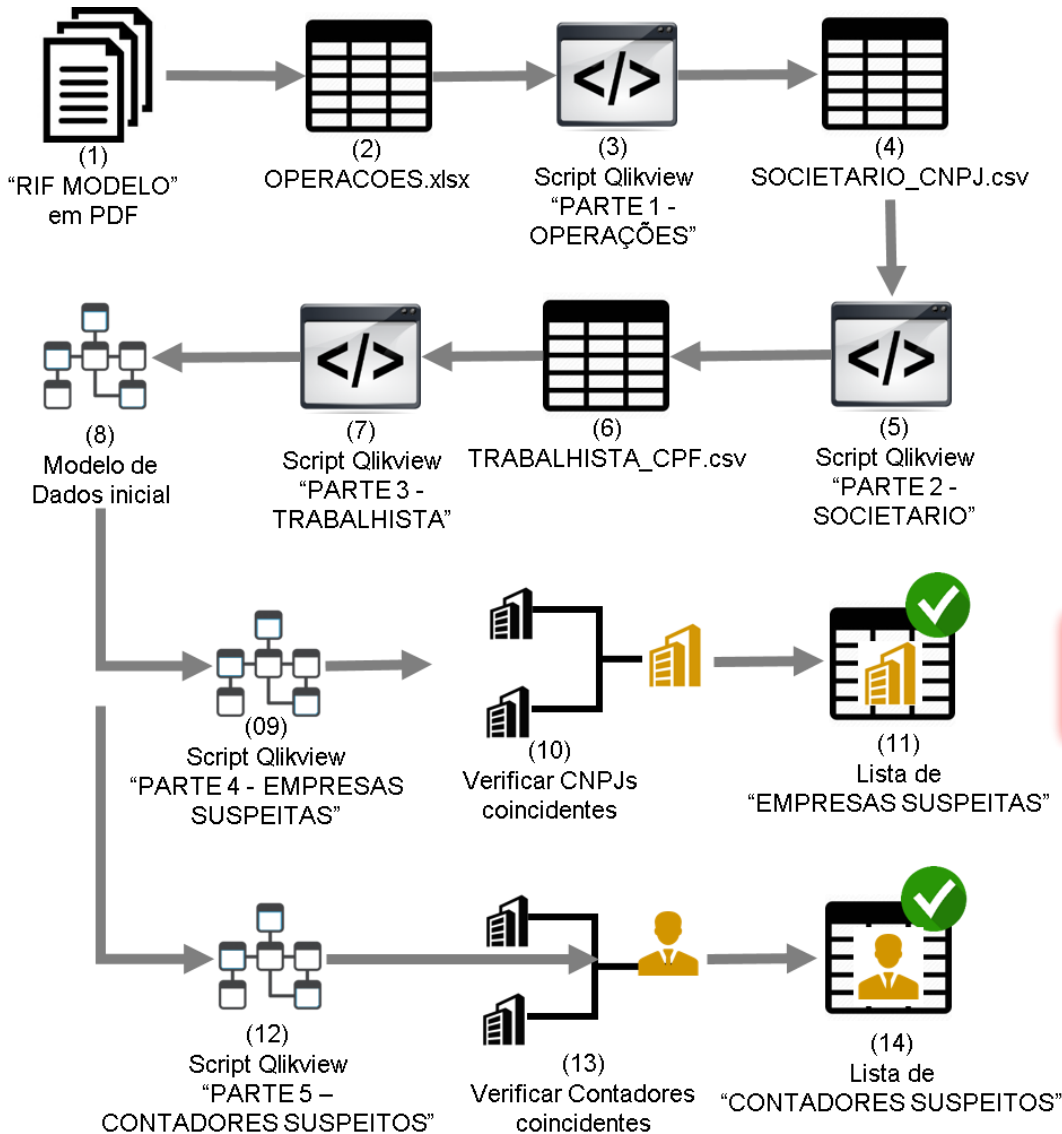 (1)
“RIF MODELO”
em PDF
(2)
OPERACOES.xlsx
</>
(3)
Script Qlikview
“PARTE 1 -
OPERAÇÕES”
(4)
SOCIETARIO_CNPJ.csv
</>
(5)
Script Qlikview
“PARTE 2 -
SOCIETARIO”
(6)
TRABALHISTA_CPF.csv
</>
(7)
Script Qlikview
“PARTE 3 -
TRABALHISTA”
(8)
Modelo de
Dados inicial
(09)
Script Qlikview
“PARTE 4 - EMPRESAS
SUSPEITAS”
(10)
Verificar CNPJs
coincidentes
(11)
Lista de
“EMPRESAS SUSPEITAS”
(12)
Script Qlikview
“PARTE 5 –
CONTADORES SUSPEITOS”
(13)
Verificar Contadores
coincidentes
(14)
Lista de
“CONTADORES SUSPEITOS”